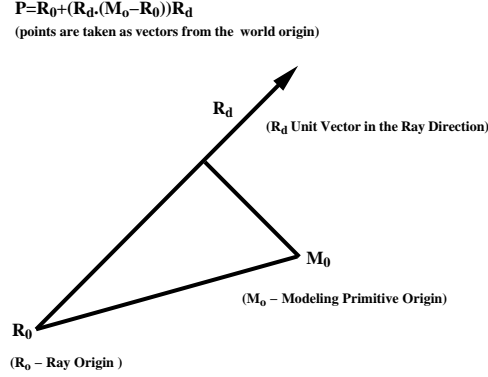 P=R₀+(R_d.(M_o–R₀))R_d
(points are taken as vectors from the world origin)
R_d
(R_d Unit Vector in the Ray Direction)
M₀
(M_o – Modeling Primitive Origin)
R₀
(R_o – Ray Origin )